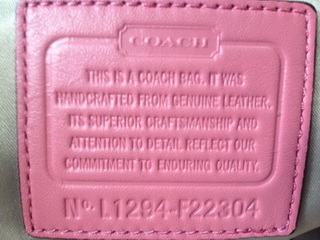 COACH
THIS IS A COACH BAG. IT WAS
HANDCRAFTED FROM GENUINE LEATHER.
ITS SUPERIOR CRAFTSMANSHIP AND
ATTENTION TO DETAIL REFLECT OUR
COMMITMENT TO ENDURING QUALITY.
Nº L1294-F22304